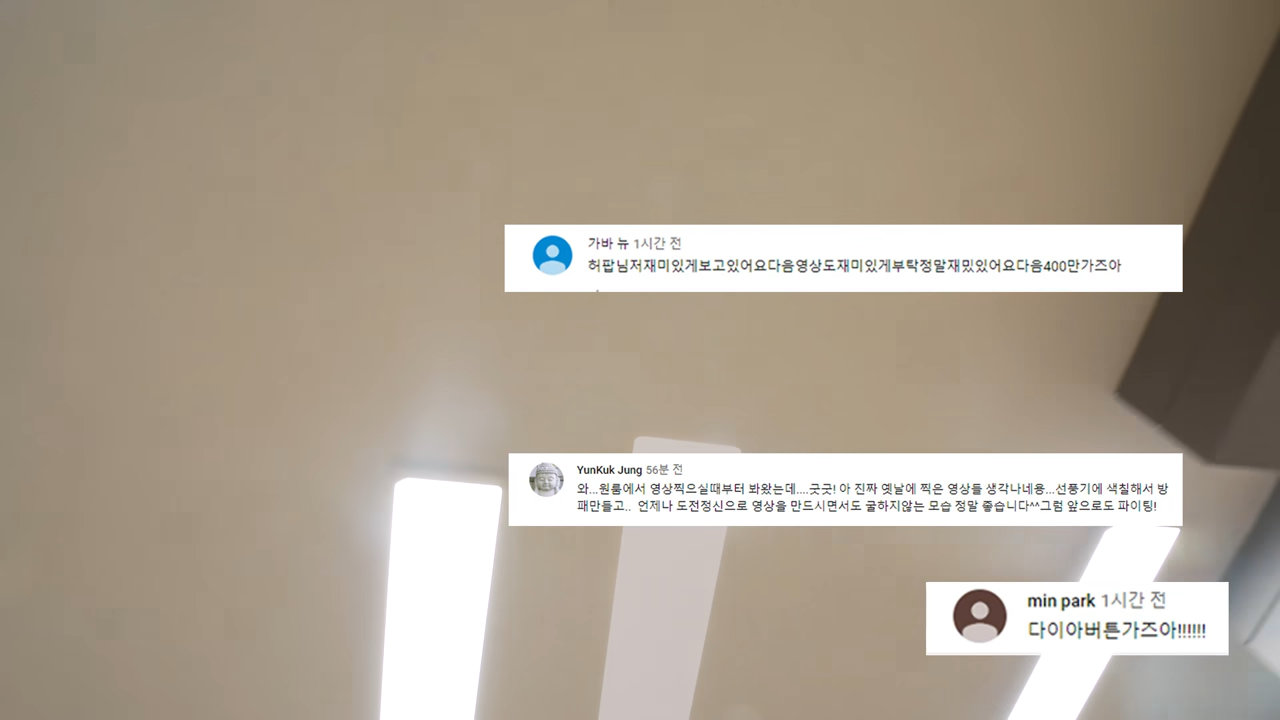 가바 뉴 1시간 전
허팝님저재미있게보고있어요다음영상도재미있게부탁정말재밌있어요다음400만가즈아
YunKuk Jung 56분 전
와...원룸에서 영상찍으실때부터 봐왔는데....굿굿! 아 진짜 옛날에 찍은 영상들 생각나네용...선풍기에 색칠해서 방
패만들고.. 언제나 도전정신으로 영상을 만드시면서도 굴하지않는 모습 정말 좋습니다^^그럼 앞으로도 파이팅!
min park 1시간 전
다이아버튼가즈아!!!!!!